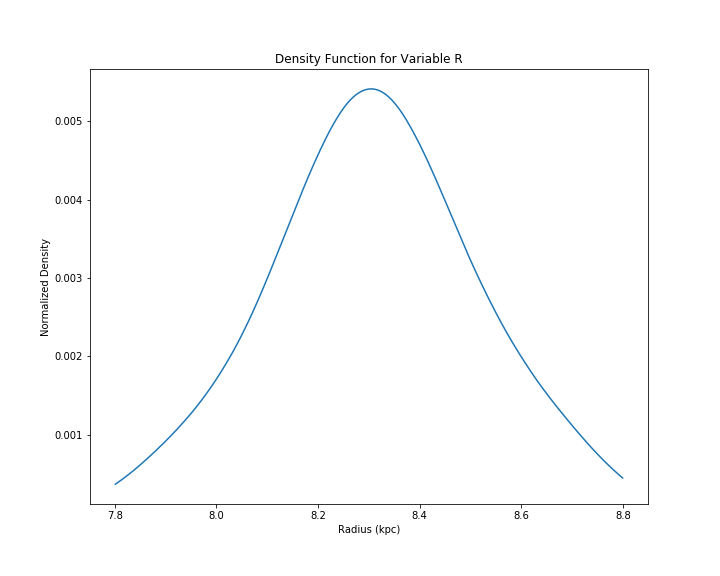 Density Function for Variable R
Normalized Density
0.005
0.004
0.003
0.002
0.001
7.8 8.0 8.2 8.4 8.6 8.8
Radius (kpc)